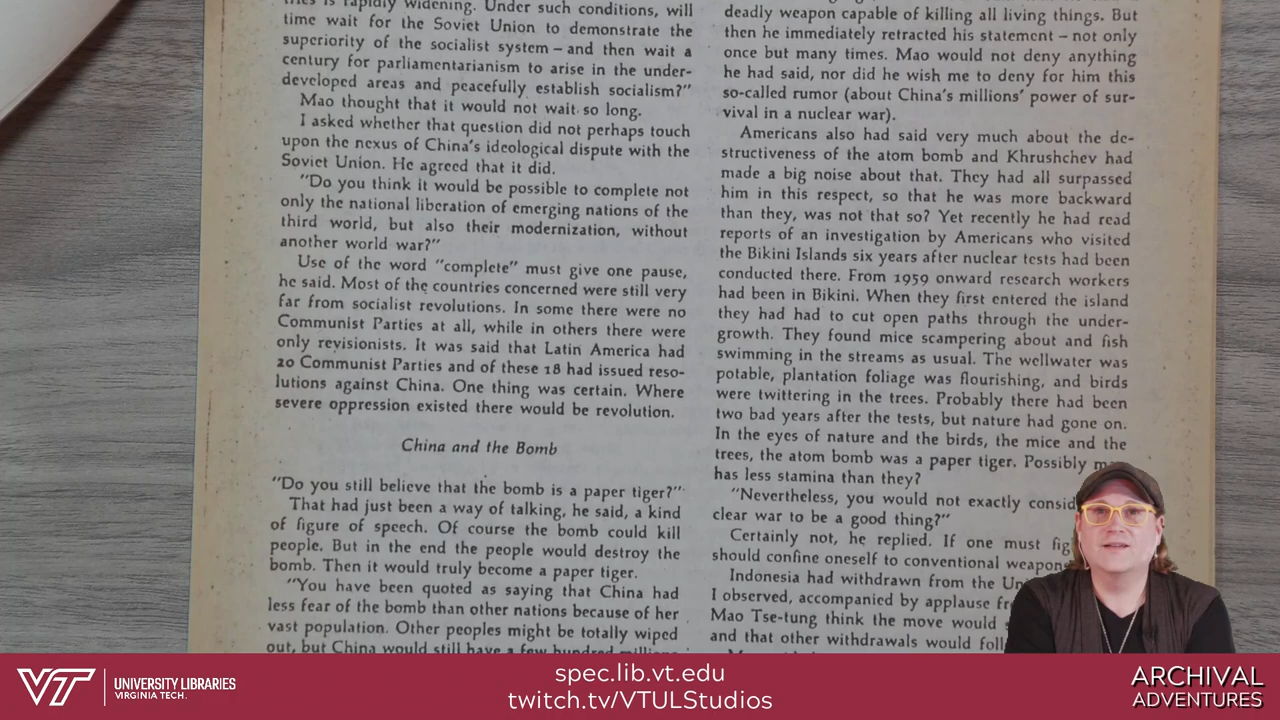 tries is rapidly widening. Under such conditions, will
time wait for the Soviet Union to demonstrate the
superiority of the socialist system – and then wait a
century for parliamentarianism to arise in the under-
developed areas and peacefully establish socialism?"
Mao thought that it would not wait so long.
I asked whether that question did not perhaps touch
upon the nexus of China's ideological dispute with the
Soviet Union. He agreed that it did.
"Do you think it would be possible to complete not
only the national liberation of emerging nations of the
third world, but also their modernization, without
another world war?"
Use of the word "complete" must give one pause,
he said. Most of the countries concerned were still very
far from socialist revolutions. In some there were no
Communist Parties at all, while in others there were
only revisionists. It was said that Latin America had
20 Communist Parties and of these 18 had issued reso-
lutions against China. One thing was certain. Where
severe oppression existed there would be revolution.
China and the Bomb
"Do you still believe that the bomb is a paper tiger?"
That had just been a way of talking, he said, a kind
of figure of speech. Of course the bomb could kill
people. But in the end the people would destroy the
bomb. Then it would truly become a paper tiger.
"You have been quoted as saying that China had
less fear of the bomb than other nations because of her
vast population. Other peoples might be totally wiped
out, but China would still have a few hundred millions
deadly weapon capable of killing all living things. But
then he immediately retracted his statement – not only
once but many times. Mao would not deny anything
he had said, nor did he wish me to deny for him this
so-called rumor (about China's millions' power of sur-
vival in a nuclear war).
Americans also had said very much about the de-
structiveness of the atom bomb and Khrushchev had
made a big noise about that. They had all surpassed
him in this respect, so that he was more backward
than they, was not that so? Yet recently he had read
reports of an investigation by Americans who visited
the Bikini Islands six years after nuclear tests had been
conducted there. From 1959 onward research workers
had been in Bikini. When they first entered the island
they had had to cut open paths through the under-
growth. They found mice scampering about and fish
swimming in the streams as usual. The wellwater was
potable, plantation foliage was flourishing, and birds
were twittering in the trees. Probably there had been
two bad years after the tests, but nature had gone on.
In the eyes of nature and the birds, the mice and the
trees, the atom bomb was a paper tiger. Possibly
has less stamina than they?
"Nevertheless, you would not exactly
clear war to be a good thing?"
Certainly not, he replied. If one must
should confine oneself to conventional
Indonesia had withdrawn from the
I observed, accompanied by applause
Mao Tse-tung think the move would
and that other withdrawals would
VT UNIVERSITY LIBRARIES
VIRGINIA TECH.
spec.lib.vt.edu
twitch.tv/VTULStudios
ARCHIVAL
ADVENTURES